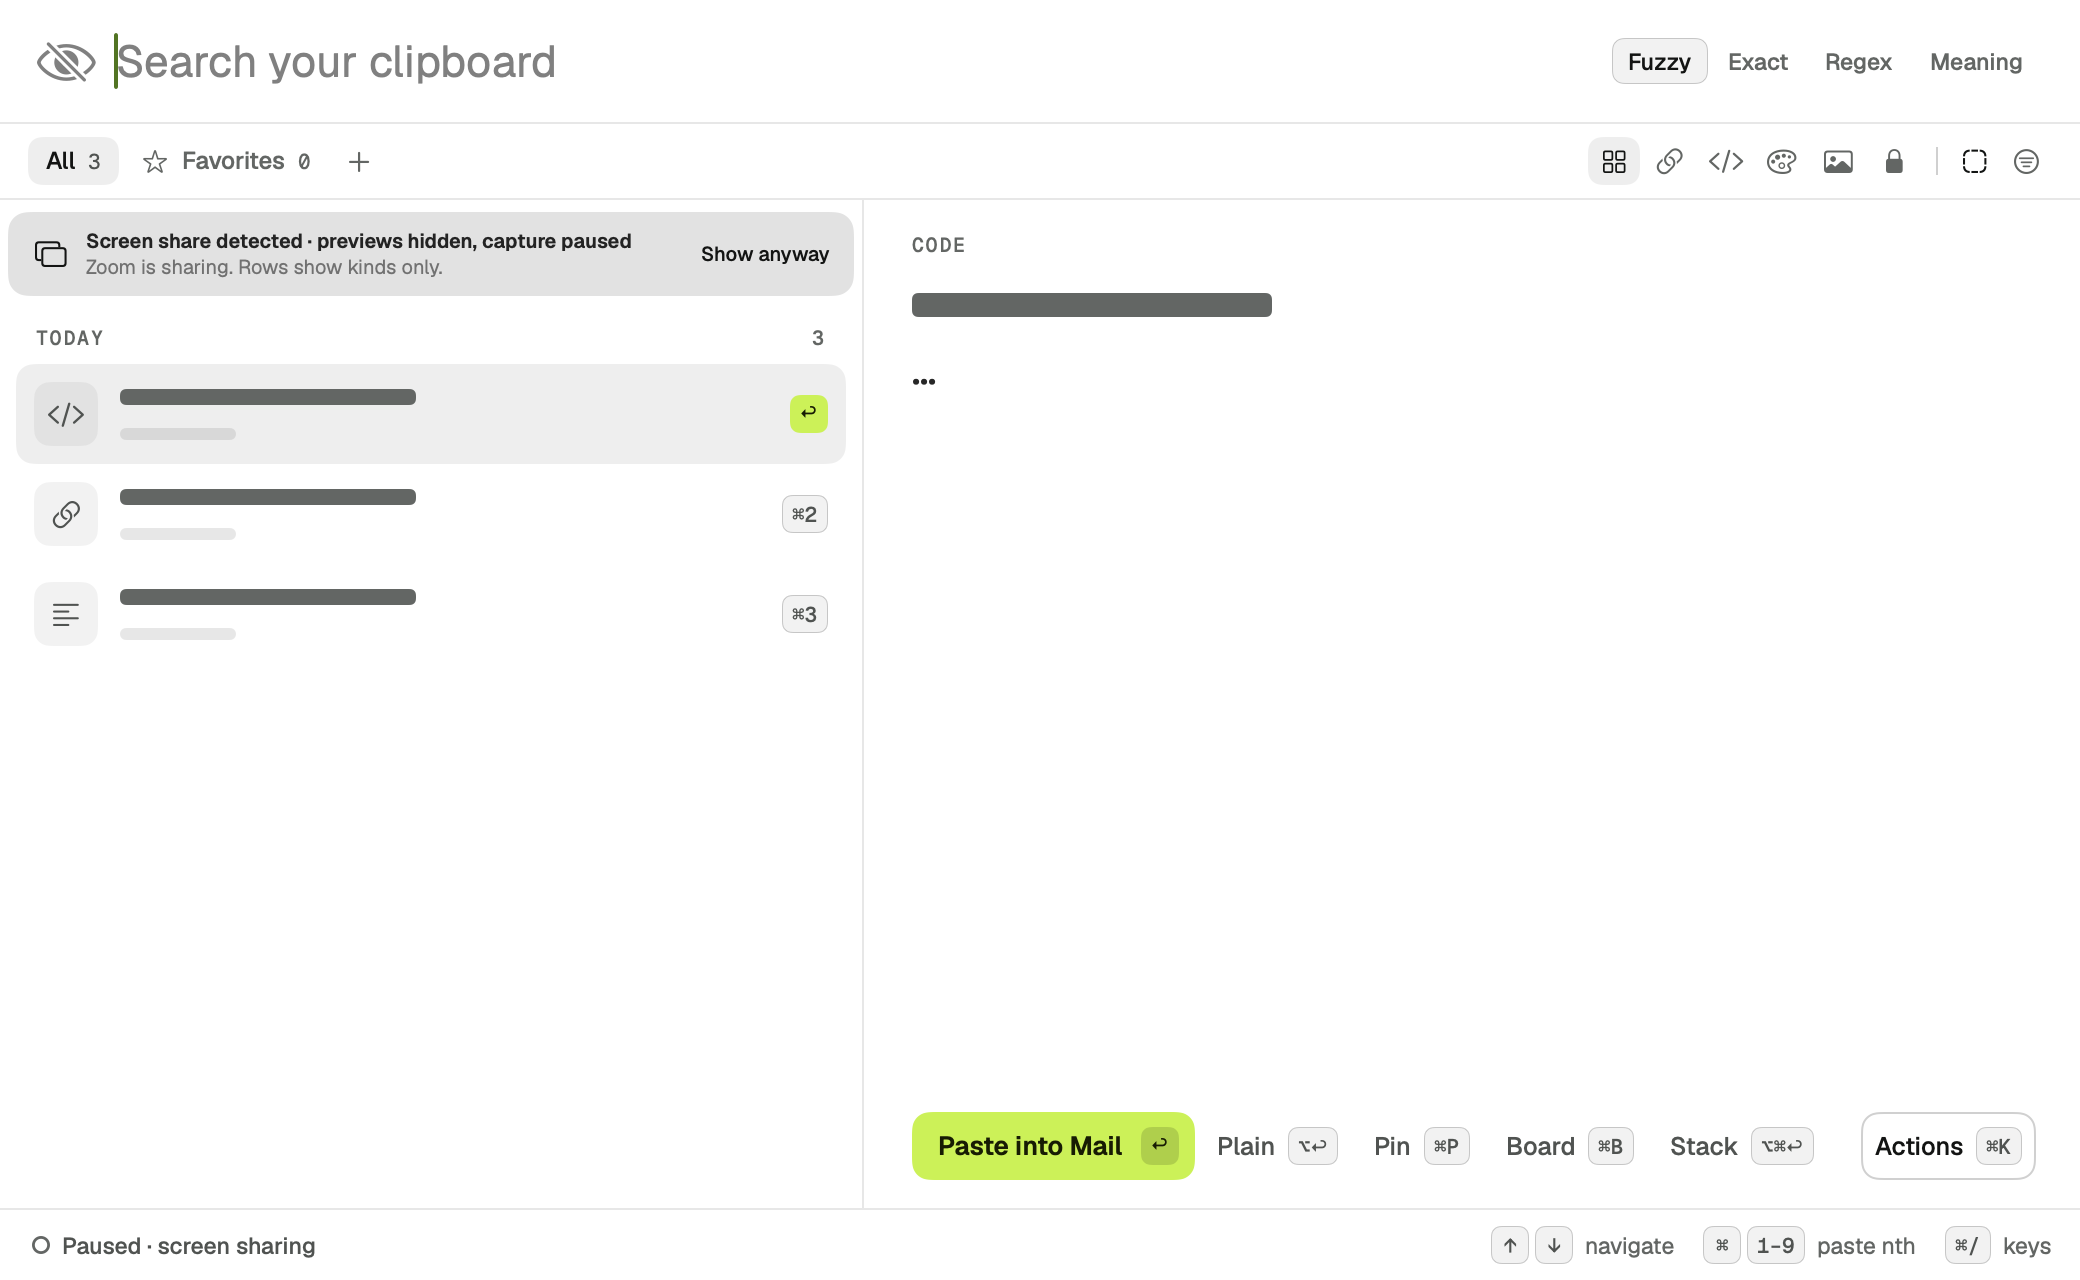 Search your clipboard
Fuzzy Exact Regex Meaning
All 3 Favorites 0
Screen share detected · previews hidden, capture paused
Zoom is sharing. Rows show kinds only.
Show anyway
TODAY 3
↩
⌘2
⌘3
CODE
•••
Paste into Mail ↩ Plain ⌥↩ Pin ⌘P Board ⌘B Stack ⌥⌘↩ Actions ⌘K
Paused · screen sharing
↑ ↓ navigate ⌘ 1–9 paste nth ⌘/ keys